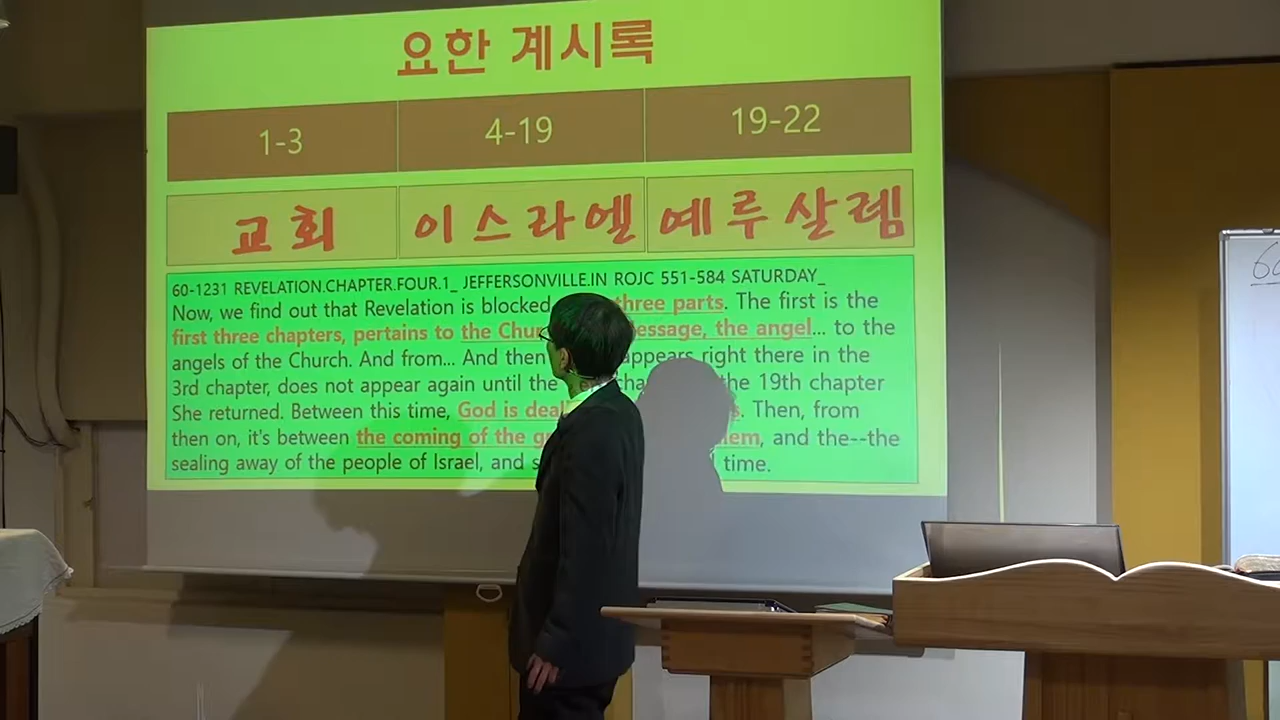 요한 계시록
1-3 4-19 19-22
교회 이스라엘 예루살렘
60-1231 REVELATION.CHAPTER.FOUR.1_ JEFFERSONVILLE.IN ROJC 551-584 SATURDAY_
Now, we find out that Revelation is blocked three parts. The first is the
first three chapters, pertains to the message, the angel... to the
angels of the Church. And from... And then appears right there in the
3rd chapter, does not appear again until the the 19th chapter
She returned. Between this time, God is Then, from
then on, it's between the coming of the and the--the
sealing away of the people of Israel, and time.